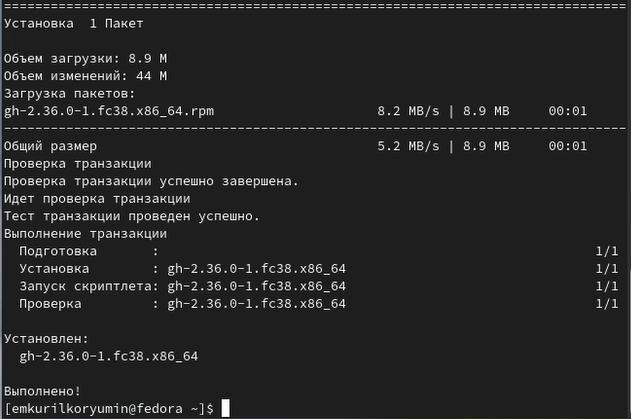 ================================================================================
Установка  1 Пакет

Объем загрузки: 8.9 M
Объем изменений: 44 M
Загрузка пакетов:
gh-2.36.0-1.fc38.x86_64.rpm                     8.2 MB/s | 8.9 MB     00:01
--------------------------------------------------------------------------------
Общий размер                                    5.2 MB/s | 8.9 MB     00:01
Проверка транзакции
Проверка транзакции успешно завершена.
Идет проверка транзакции
Тест транзакции проведен успешно.
Выполнение транзакции
  Подготовка       :                                                        1/1
  Установка        : gh-2.36.0-1.fc38.x86_64                                1/1
  Запуск скриптлета: gh-2.36.0-1.fc38.x86_64                                1/1
  Проверка         : gh-2.36.0-1.fc38.x86_64                                1/1

Установлен:
  gh-2.36.0-1.fc38.x86_64

Выполнено!
[emkurilkoryumin@fedora ~]$